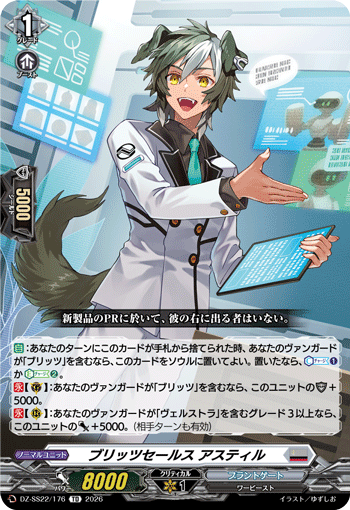 1
グレード
ブースト
シールド
5000
新製品のPRに於いて、彼の右に出る者はいない。
自：あなたのターンにこのカードが手札から捨てられた時、あなたのヴァンガード
が「ブリッツ」を含むなら、このカードをソウルに置いてよい。置いたなら、
か
永【】：あなたのヴァンガードが「ブリッツ」を含むなら、このユニットの+
5000。
永【】：あなたのヴァンガードが「ヴェルストラ」を含むグレード３以上なら、
このユニットの+5000。(相手ターンも有効)
ノーマルユニット
ブリッツセールス アスティル
パワー 8000
クリティカル
1
ブラントゲート
ワービースト
DZ-SS22/176 TD 2026
イラスト／ゆずしお